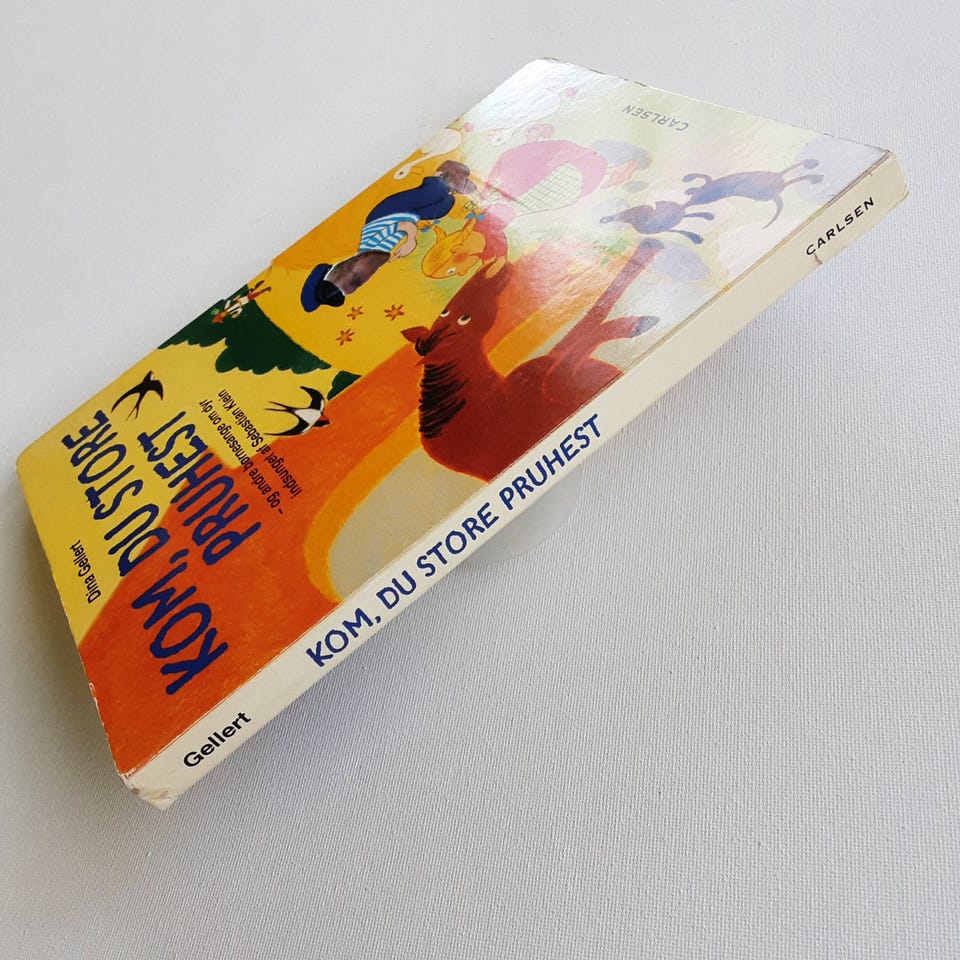 Dina Gellert
KOM, DU STORE
PRUHEST
– og andre børnesange om dyr
indsunget af Sebastian Klein
CARLSEN
Gellert
KOM, DU STORE PRUHEST
CARLSEN